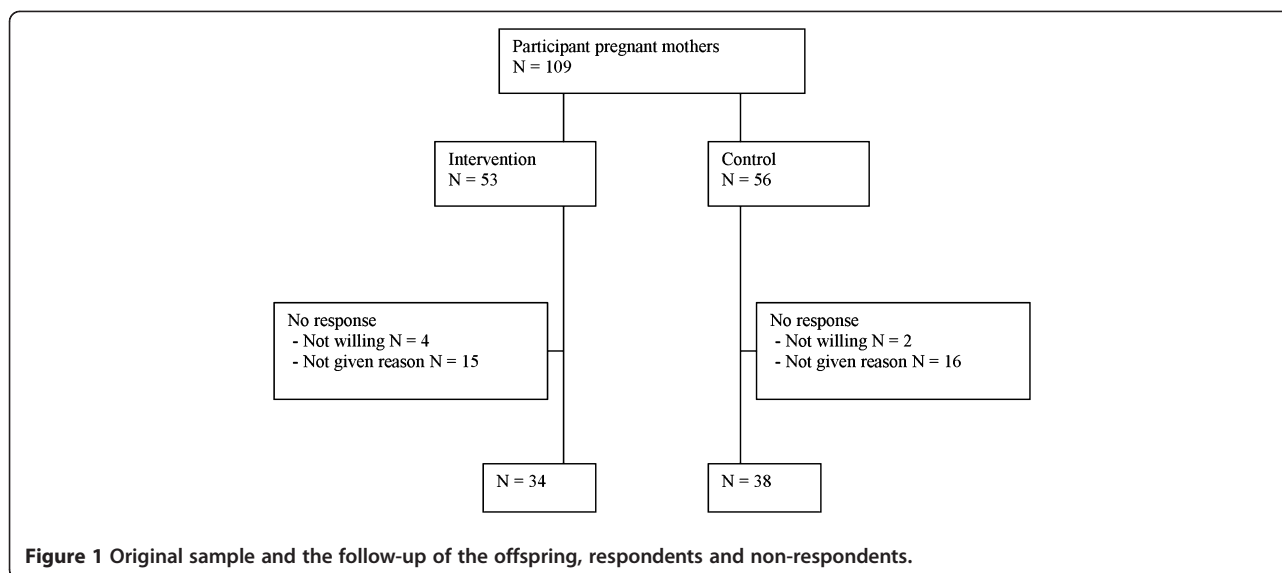 Participant pregnant mothers
N = 109
Intervention
N = 53
Control
N = 56
No response
- Not willing N = 4
- Not given reason N = 15
No response
- Not willing N = 2
- Not given reason N = 16
N = 34
N = 38
Figure 1 Original sample and the follow-up of the offspring, respondents and non-respondents.